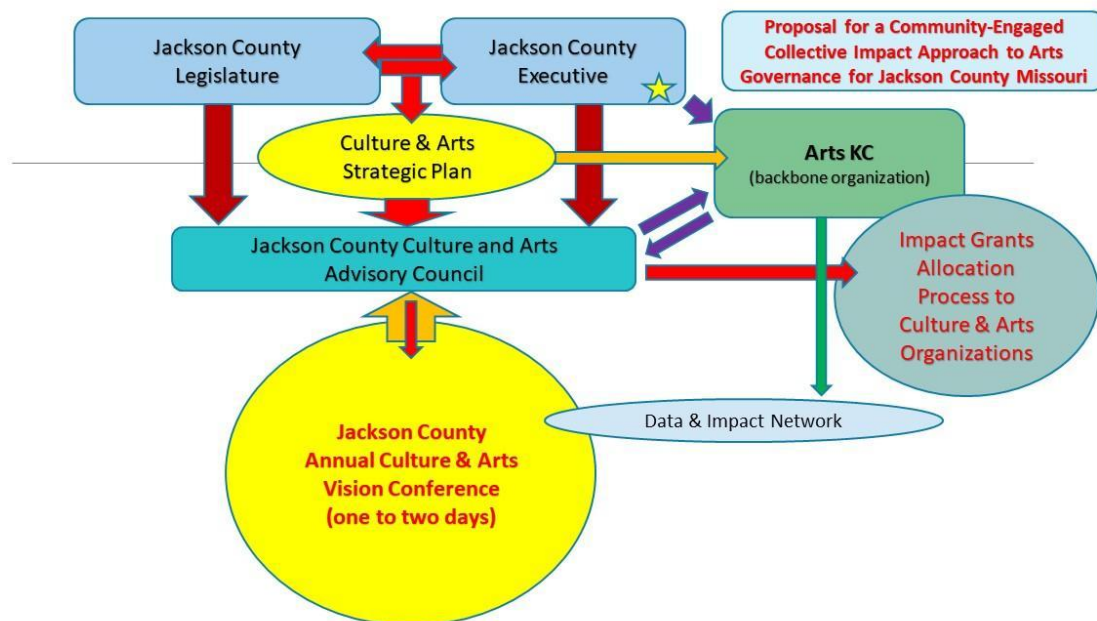 Jackson County
Legislature
Jackson County
Executive
Proposal for a Community-Engaged
Collective Impact Approach to Arts
Governance for Jackson County Missouri
Culture & Arts
Strategic Plan
Arts KC
(backbone organization)
Jackson County Culture and Arts
Advisory Council
Impact Grants
Allocation
Process to
Culture & Arts
Organizations
Data & Impact Network
Jackson County
Annual Culture & Arts
Vision Conference
(one to two days)